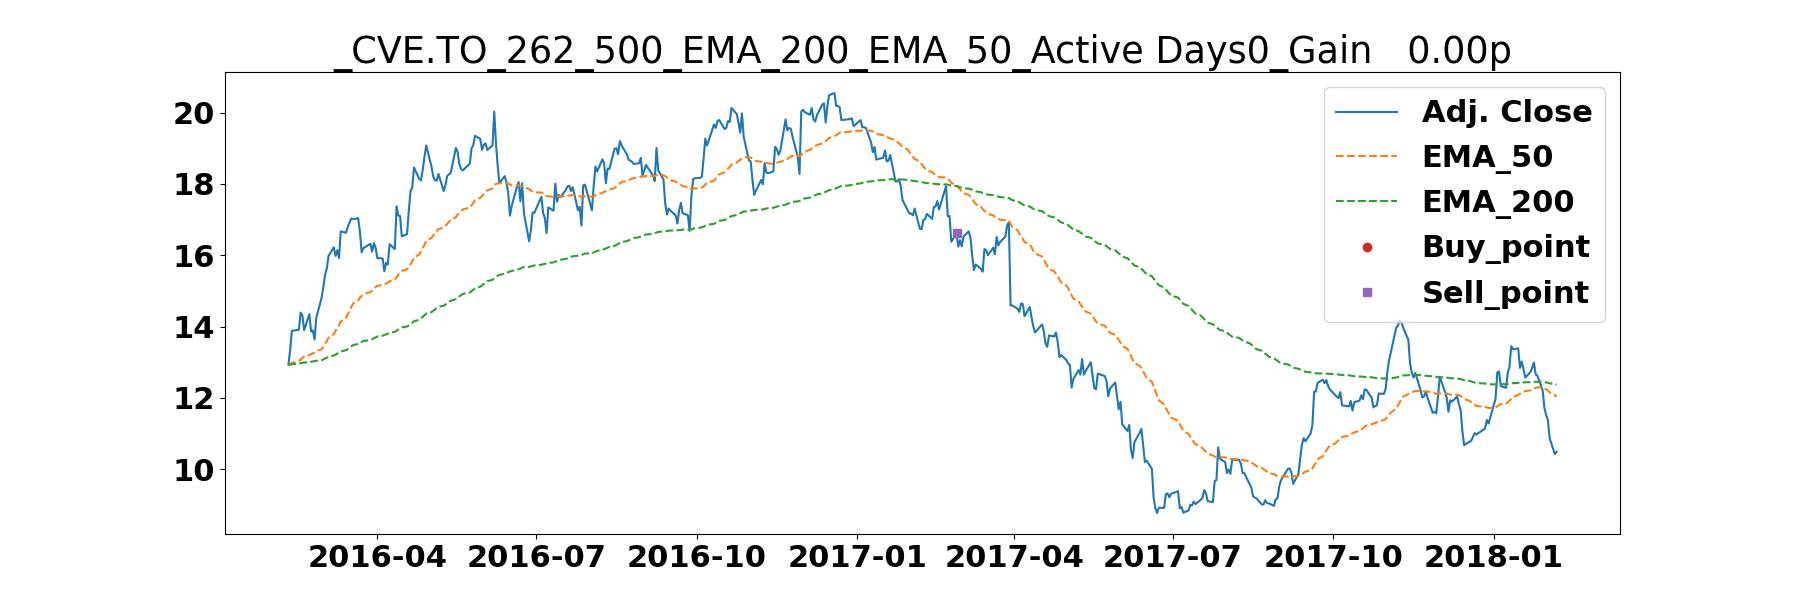 _CVE.TO_262_500_EMA_200_EMA_50_Active Days0_Gain   0.00p
20
18
16
14
12
10
Adj. Close
EMA_50
EMA_200
Buy_point
Sell_point
2016-04 2016-07 2016-10 2017-01 2017-04 2017-07 2017-10 2018-01